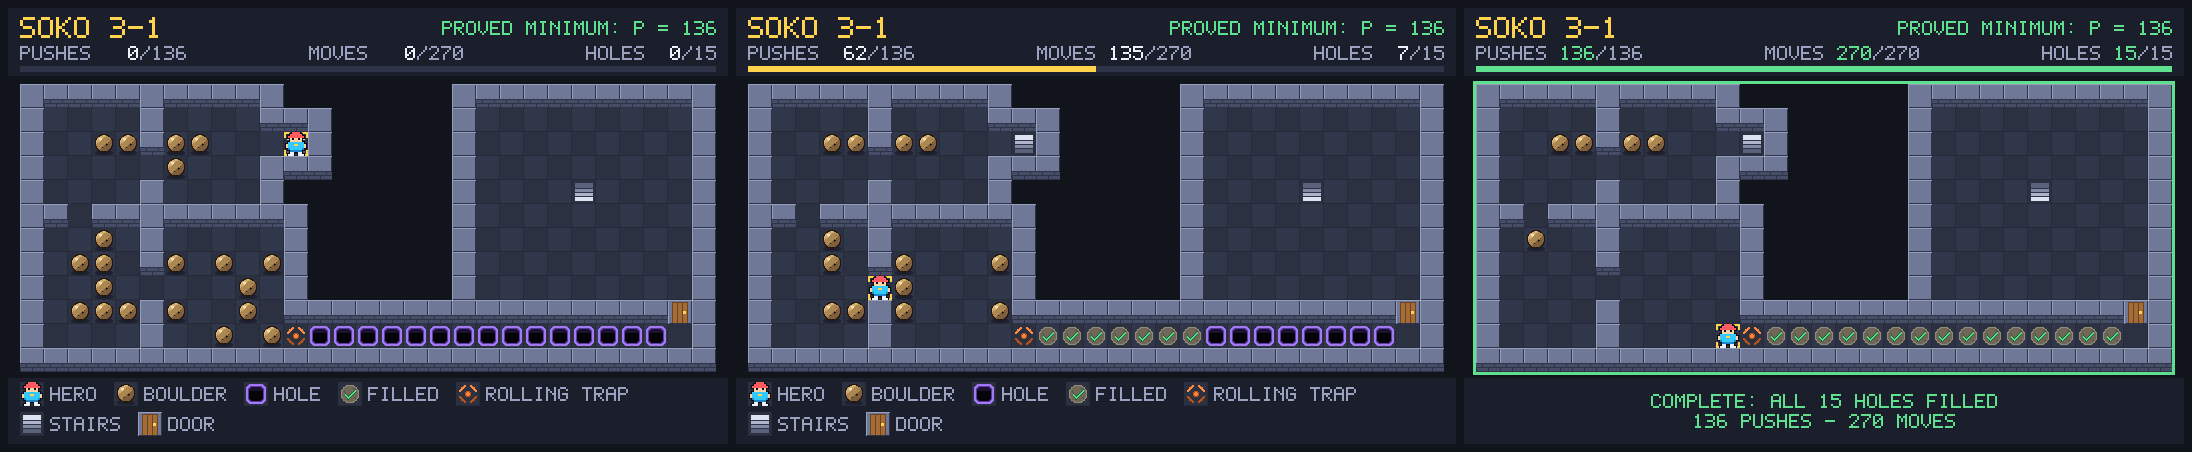 SOKO 3-1 PROVED MINIMUM: P = 136
PUSHES 0/136 MOVES 0/270 HOLES 0/15
HERO BOULDER HOLE FILLED ROLLING TRAP
STAIRS DOOR
SOKO 3-1 PROVED MINIMUM: P = 136
PUSHES 62/136 MOVES 135/270 HOLES 7/15
HERO BOULDER HOLE FILLED ROLLING TRAP
STAIRS DOOR
SOKO 3-1 PROVED MINIMUM: P = 136
PUSHES 136/136 MOVES 270/270 HOLES 15/15
COMPLETE: ALL 15 HOLES FILLED
136 PUSHES - 270 MOVES